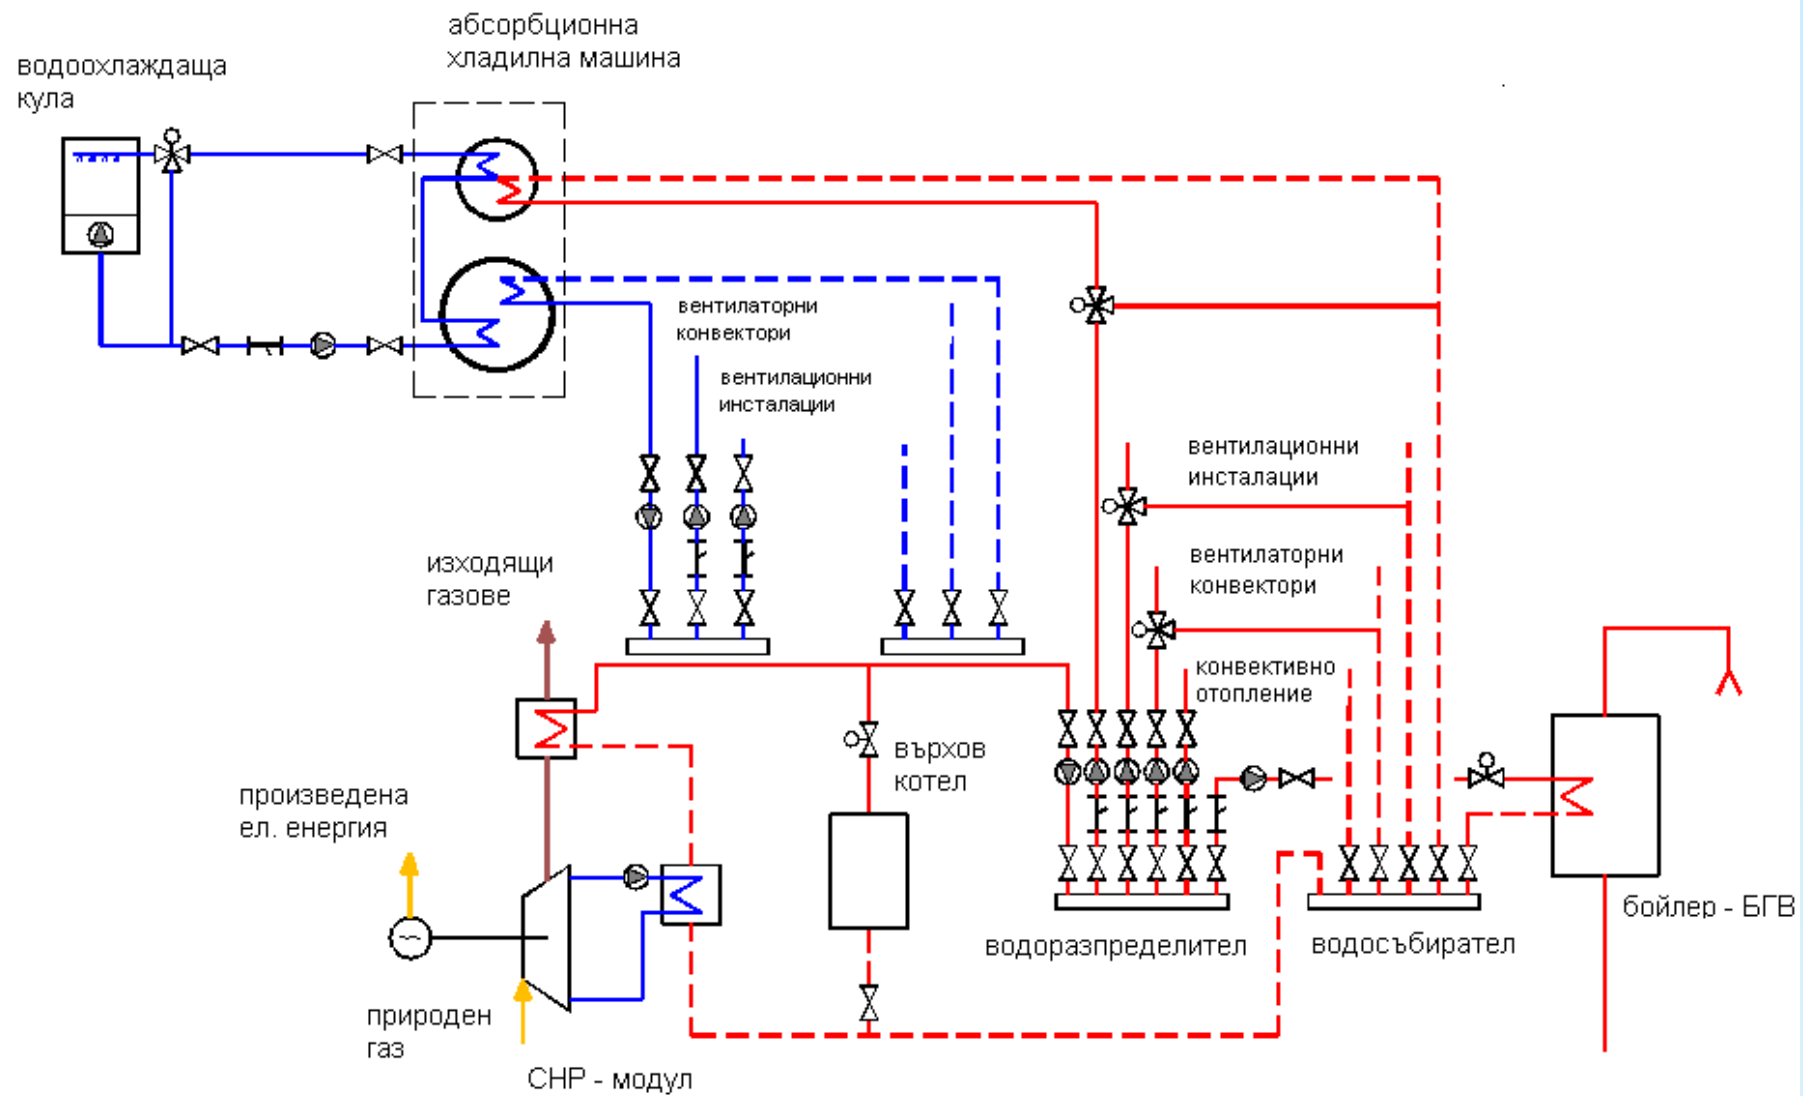 абсорбционна
хладилна машина
водоохлаждаща
кула
вентилаторни
конвектори
вентилационни
инсталации
вентилационни
инсталации
вентилаторни
конвектори
изходящи
газове
конвективно
отопление
върхов
котел
произведена
ел. енергия
бойлер - БГВ
водоразпределител
водосъбирател
природен
газ
СНР - модул